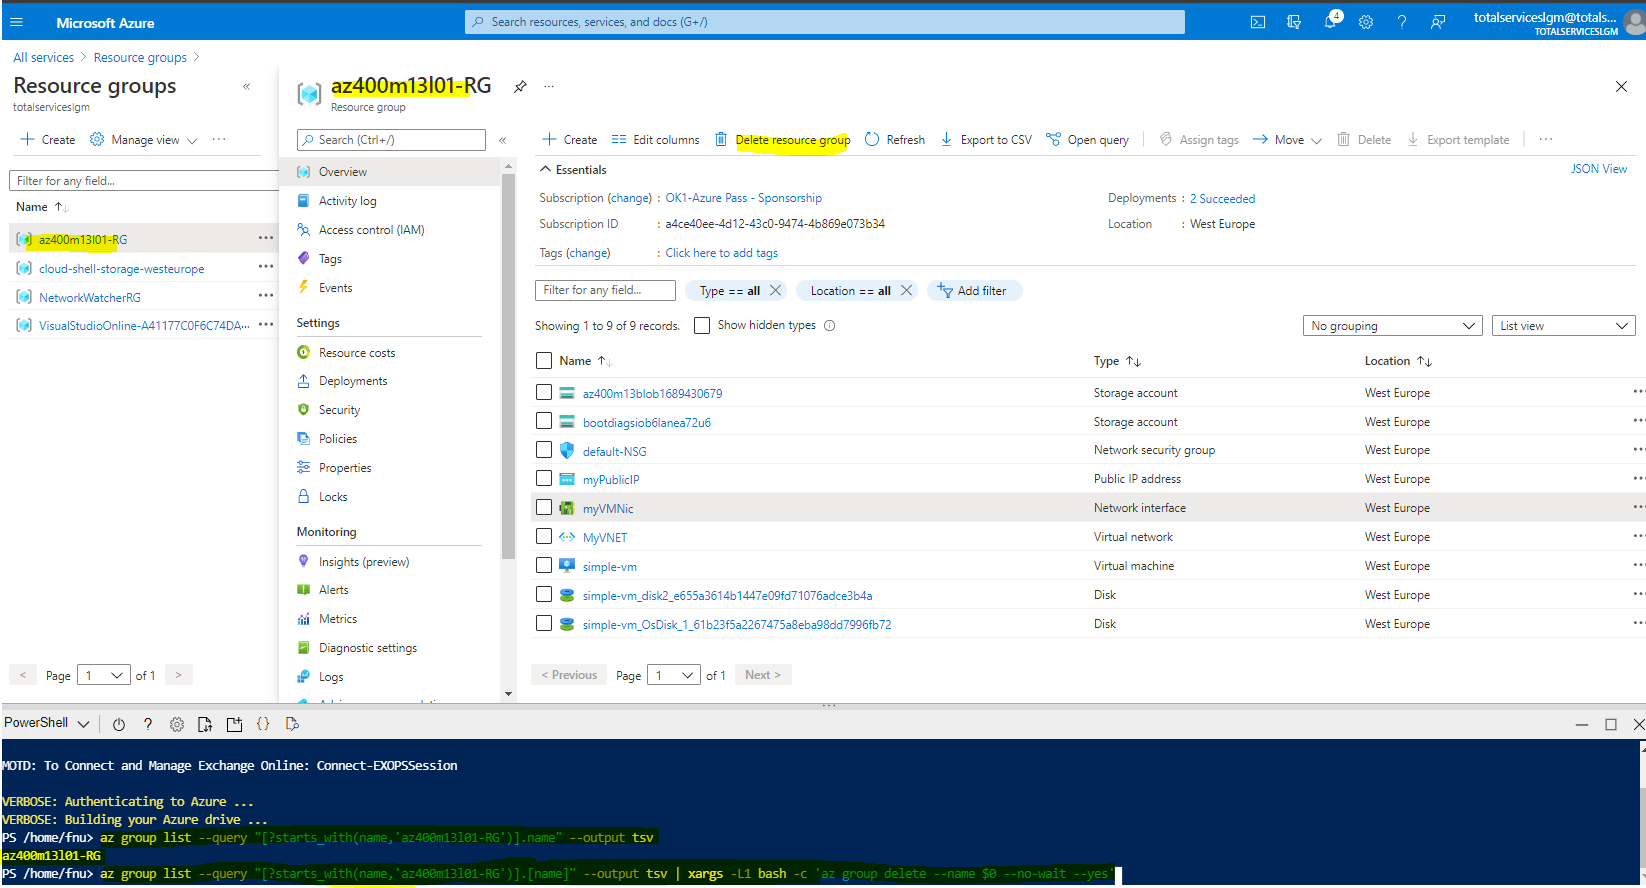 Microsoft Azure
Search resources, services, and docs (G+/)
4
totalserviceslgm@totals...
TOTALSERVICESLGM
All services > Resource groups >
Resource groups
totalserviceslgm
Create Manage view ...
Filter for any field...
Name
az400m13l01-RG ...
cloud-shell-storage-westeurope ...
NetworkWatcherRG ...
VisualStudioOnline-A41177C0F6C74DA... ...
< Page 1 of 1 >
az400m13l01-RG ...
Resource group
Search (Ctrl+/)
Overview
Activity log
Access control (IAM)
Tags
Events
Settings
Resource costs
Deployments
Security
Policies
Properties
Locks
Monitoring
Insights (preview)
Alerts
Metrics
Diagnostic settings
Logs
Create Edit columns Delete resource group Refresh Export to CSV Open query Assign tags Move Delete Export template ...
Essentials JSON View
Subscription (change) : OK1-Azure Pass - Sponsorship
Deployments : 2 Succeeded
Subscription ID : a4ce40ee-4d12-43c0-9474-4b869e073b34
Location : West Europe
Tags (change) : Click here to add tags
Filter for any field... Type == all Location == all Add filter
Showing 1 to 9 of 9 records. Show hidden types No grouping List view
Name Type Location
az400m13blob1689430679 Storage account West Europe ...
bootdiagsiob6lanea72u6 Storage account West Europe ...
default-NSG Network security group West Europe ...
myPublicIP Public IP address West Europe ...
myVMNic Network interface West Europe ...
MyVNET Virtual network West Europe ...
simple-vm Virtual machine West Europe ...
simple-vm_disk2_e655a3614b1447e09fd71076adce3b4a Disk West Europe ...
simple-vm_OsDisk_1_61b23f5a2267475a8eba98dd7996fb72 Disk West Europe ...
< Previous Page 1 of 1 Next >
PowerShell ? {}
MOTD: To Connect and Manage Exchange Online: Connect-EXOPSSession
VERBOSE: Authenticating to Azure ...
VERBOSE: Building your Azure drive ...
PS /home/fnu> az group list --query "[?starts_with(name,'az400m13l01-RG')].name" --output tsv
az400m13l01-RG
PS /home/fnu> az group list --query "[?starts_with(name,'az400m13l01-RG')].[name]" --output tsv | xargs -L1 bash -c 'az group delete --name $0 --no-wait --yes'